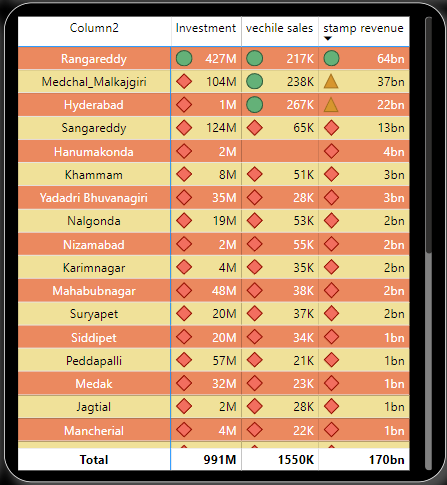 Column2 Investment vechile sales stamp revenue
Rangareddy 427M 217K 64bn
Medchal_Malkajgiri 104M 238K 37bn
Hyderabad 1M 267K 22bn
Sangareddy 124M 65K 13bn
Hanumakonda 2M 4bn
Khammam 8M 51K 3bn
Yadadri Bhuvanagiri 35M 28K 3bn
Nalgonda 19M 53K 2bn
Nizamabad 2M 55K 2bn
Karimnagar 4M 35K 2bn
Mahabubnagar 48M 38K 2bn
Suryapet 20M 37K 2bn
Siddipet 20M 34K 1bn
Peddapalli 57M 21K 1bn
Medak 32M 23K 1bn
Jagtial 2M 28K 1bn
Mancherial 4M 22K 1bn
Total 991M 1550K 170bn